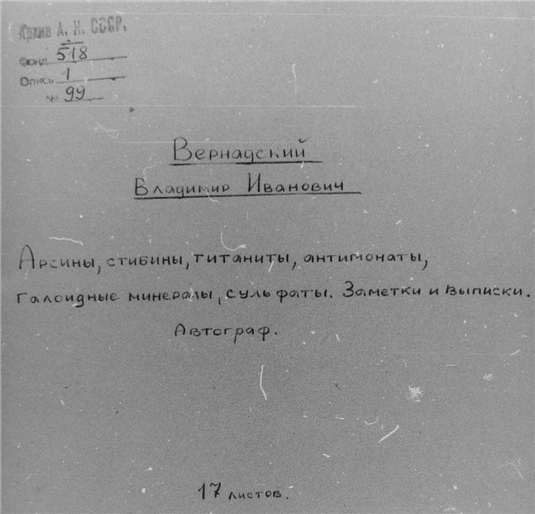 Архив А. Н. СССР.
Фонд 518
Опись 1
№ 99
Вернадский
Владимир Иванович
Арсины, стибины, титаниты, антимонаты,
галоидные минералы, сульфаты. Заметки и выписки.
Автограф.
17 листов.